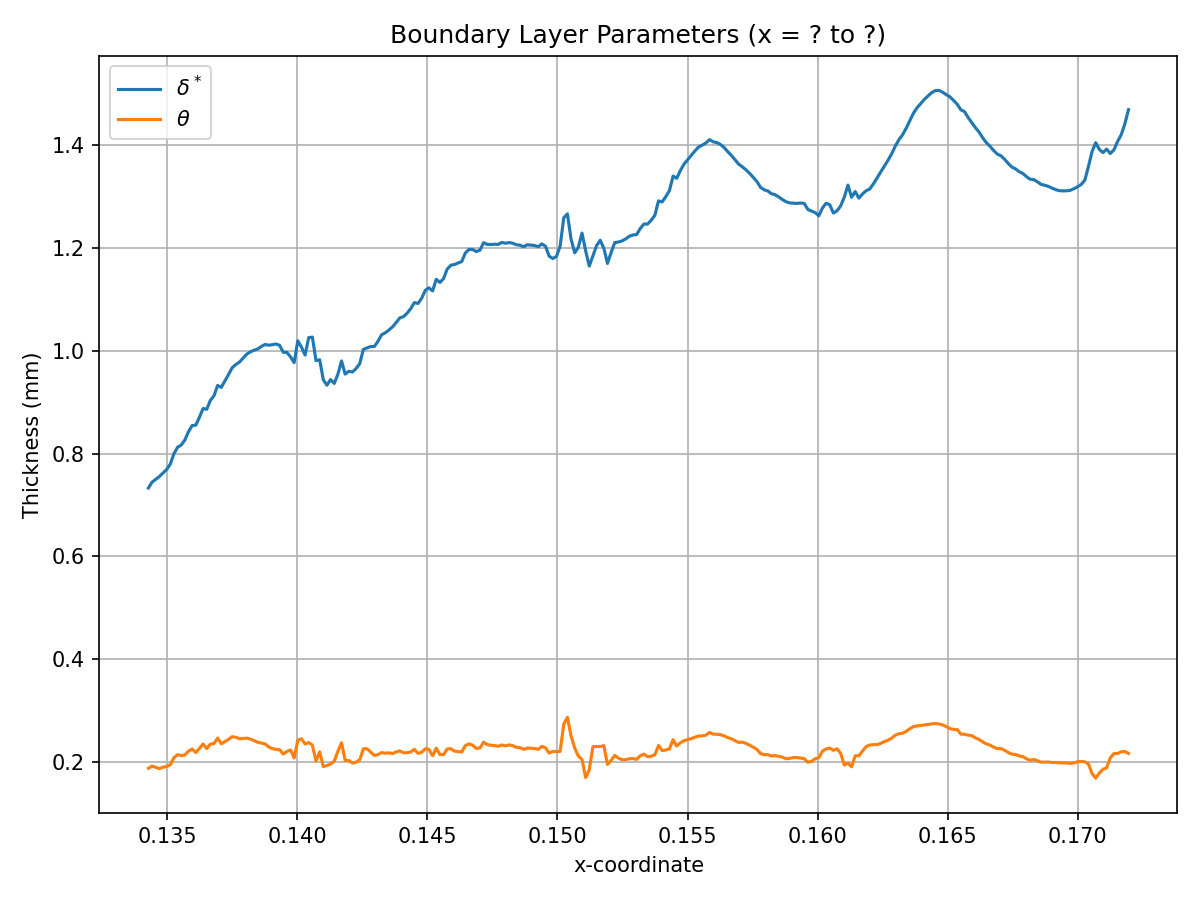 Boundary Layer Parameters (x = ? to ?)
δ*
θ
Thickness (mm)
1.4
1.2
1.0
0.8
0.6
0.4
0.2
0.135 0.140 0.145 0.150 0.155 0.160 0.165 0.170
x-coordinate